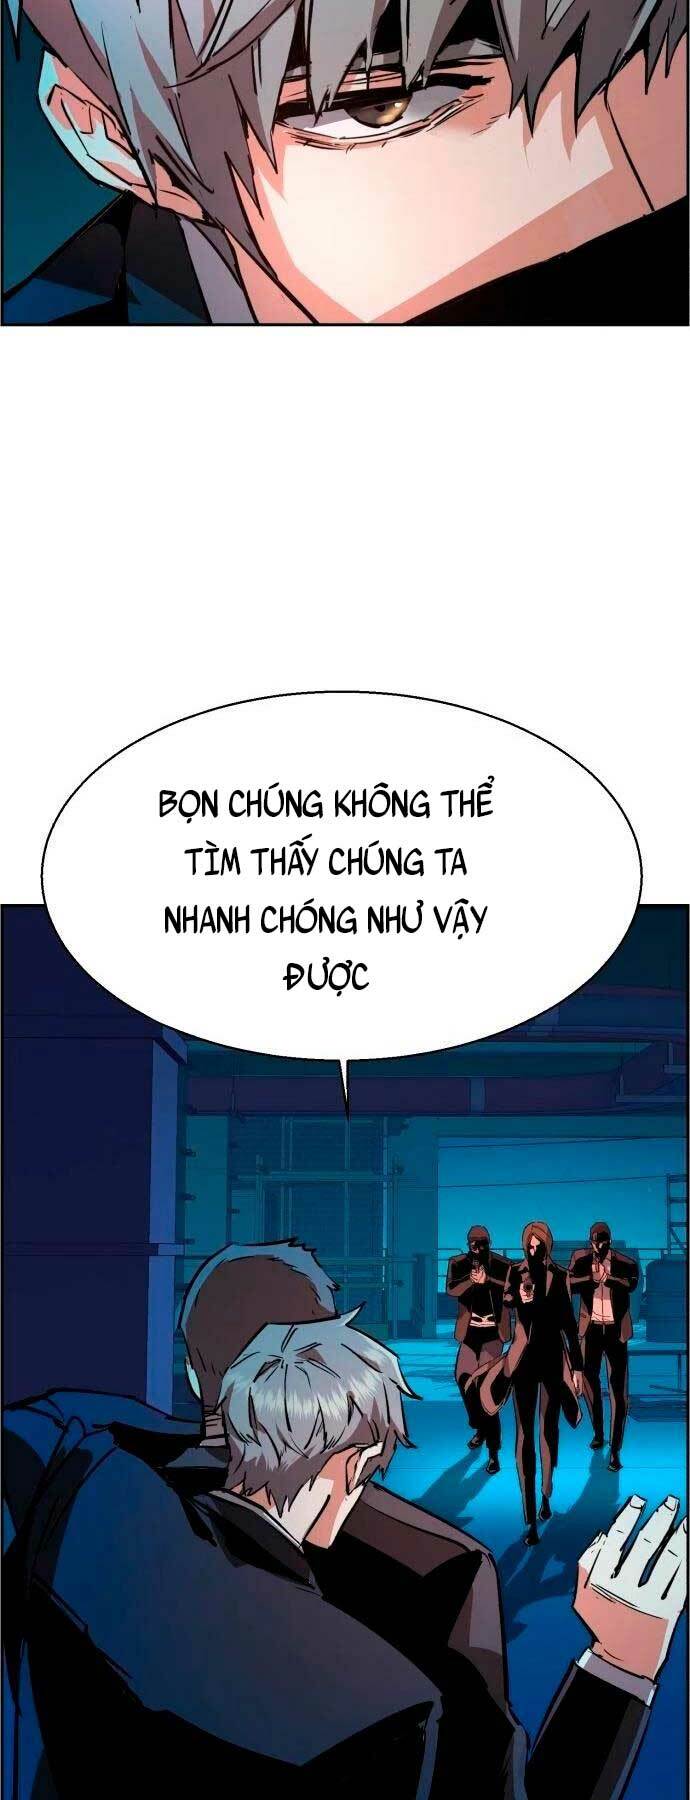 BỌN CHÚNG KHÔNG THỂ
TÌM THẤY CHÚNG TA
NHANH CHÓNG NHƯ VẬY
ĐƯỢC